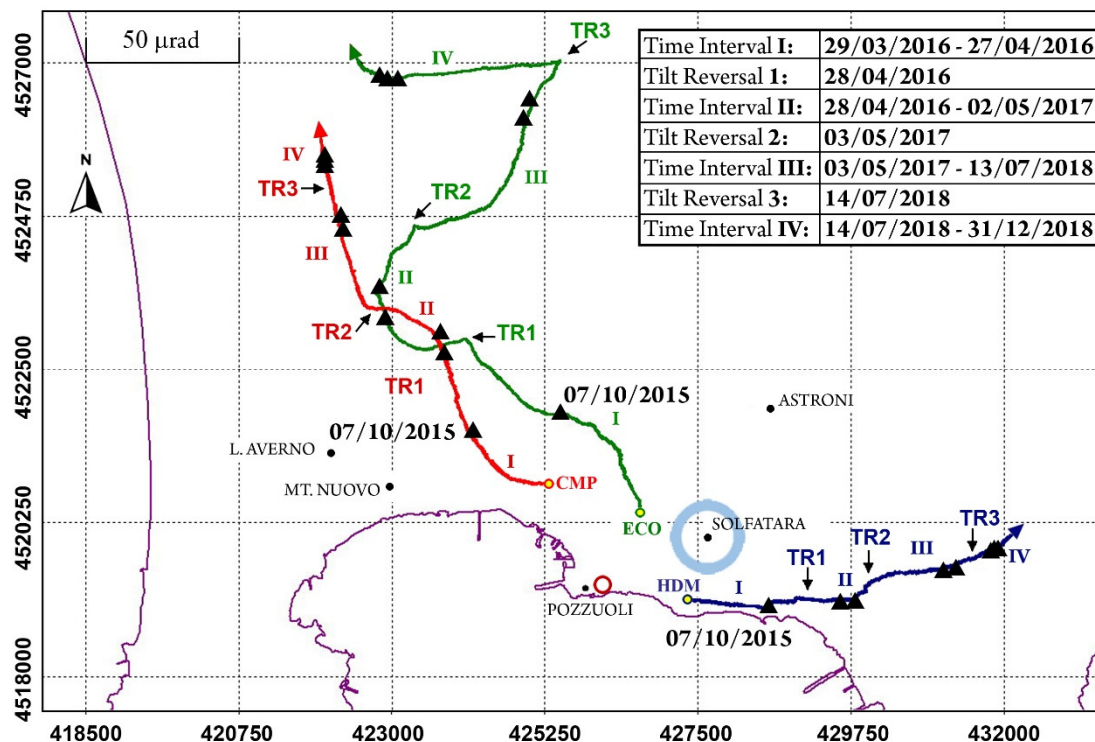 50 µrad
TR3
IV
Time Interval I: 29/03/2016 - 27/04/2016
Tilt Reversal 1: 28/04/2016
Time Interval II: 28/04/2016 - 02/05/2017
Tilt Reversal 2: 03/05/2017
Time Interval III: 03/05/2017 - 13/07/2018
Tilt Reversal 3: 14/07/2018
Time Interval IV: 14/07/2018 - 31/12/2018
4527000
4524750
4522500
4520250
4518000
N
IV
TR3
III
TR2
III
II
II
TR2
TR1
TR1
07/10/2015
ASTRONI
I
07/10/2015
L. AVERNO
I
MT. NUOVO
CMP
ECO
SOLFATARA
TR3
TR2
III
TR1
IV
HDM
I
II
POZZUOLI
07/10/2015
418500 420750 423000 425250 427500 429750 432000